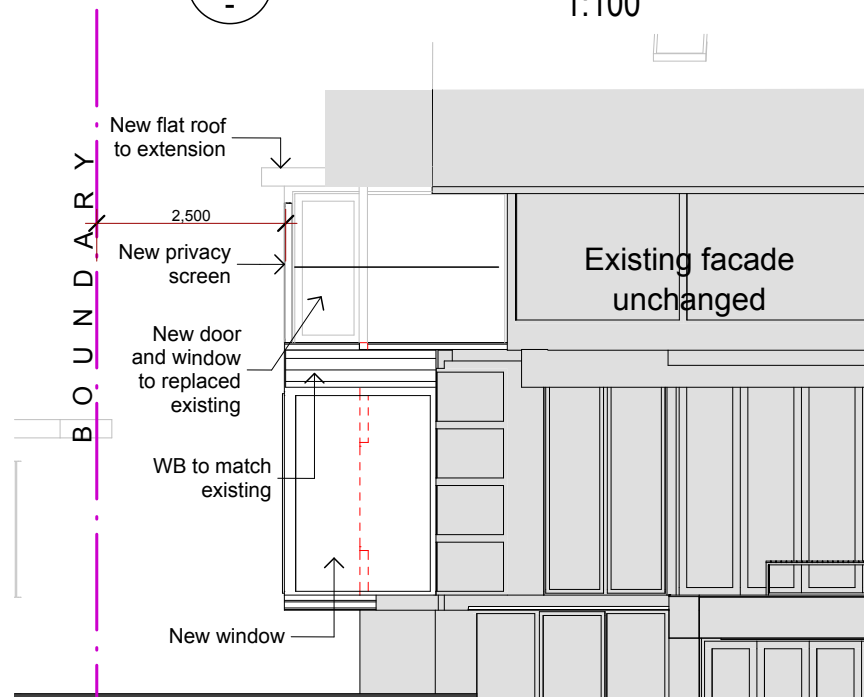 -
1:100
New flat roof
to extension
BOUNDARY
2,500
New privacy
screen
Existing facade
unchanged
New door
and window
to replaced
existing
WB to match
existing
New window